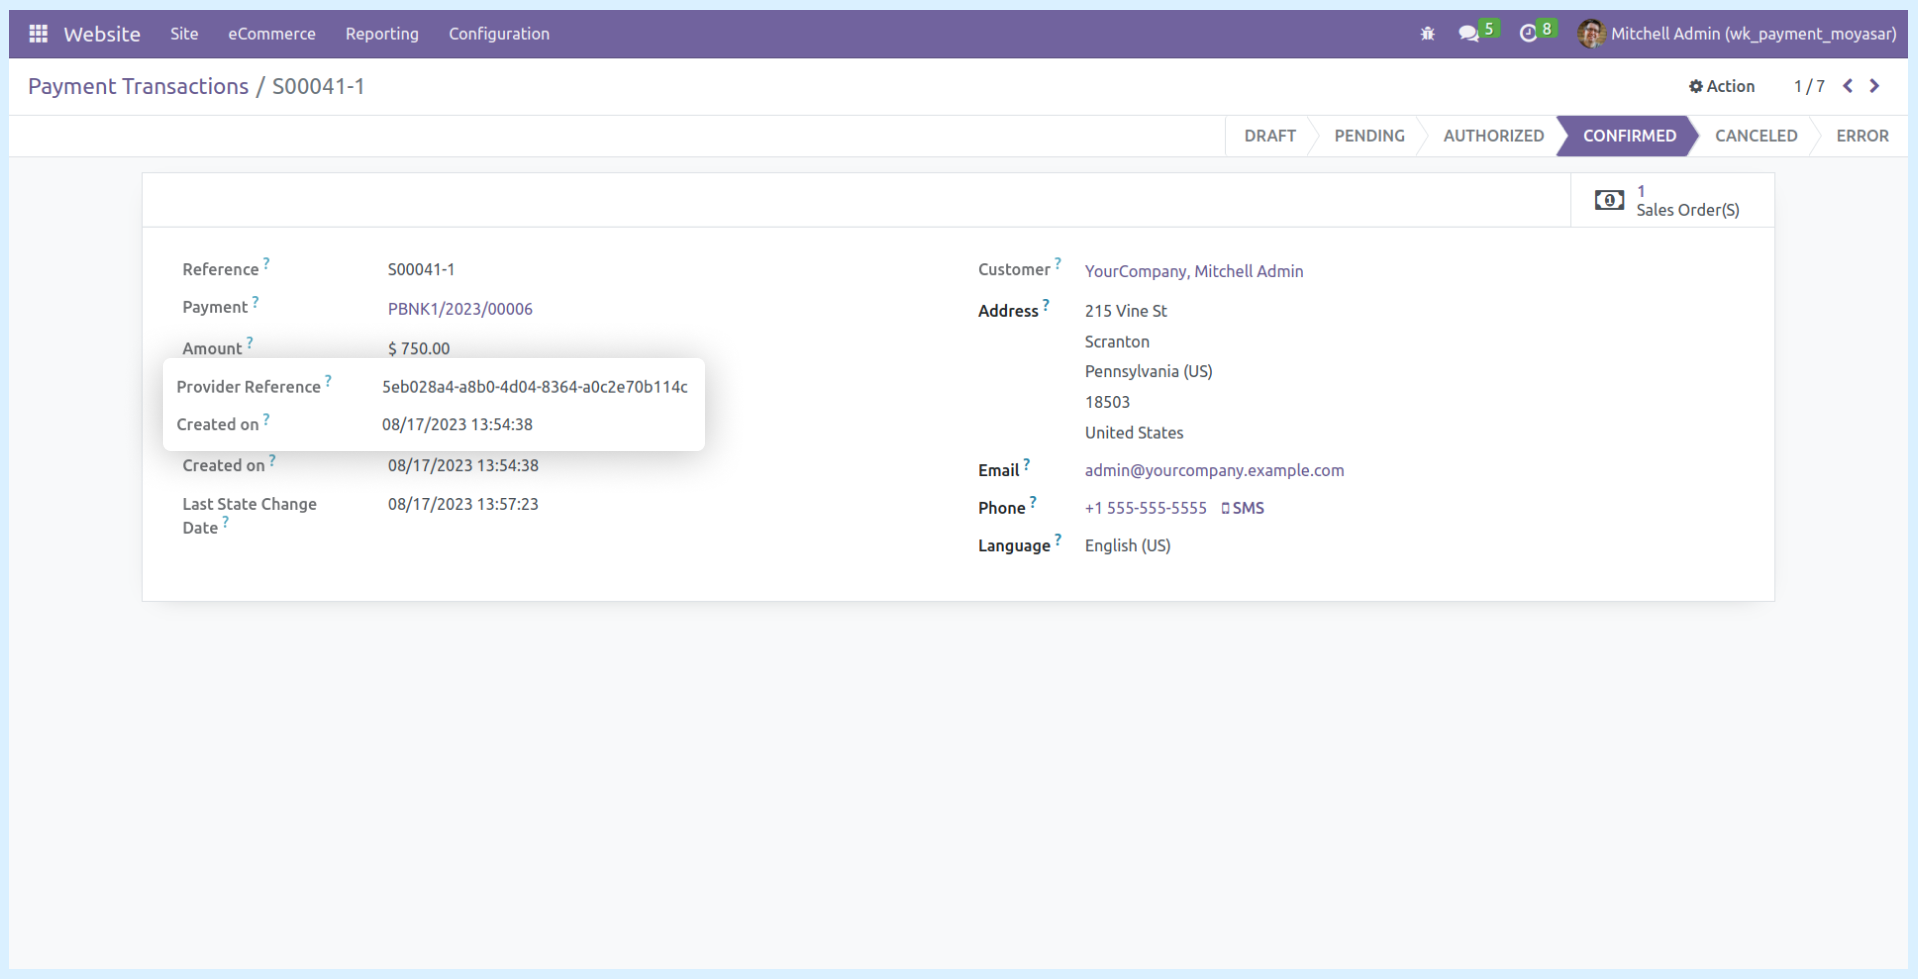 Website Site eCommerce Reporting Configuration 5 8 Mitchell Admin (wk_payment_moyasar)
Payment Transactions / S00041-1 Action 1 / 7
DRAFT PENDING AUTHORIZED CONFIRMED CANCELED ERROR
1
Sales Order(S)
Reference ? S00041-1
Payment ? PBNK1/2023/00006
Amount ? $ 750.00
Provider Reference ? 5eb028a4-a8b0-4d04-8364-a0c2e70b114c
Created on ? 08/17/2023 13:54:38
Created on ? 08/17/2023 13:54:38
Last State Change
Date ? 08/17/2023 13:57:23
Customer ? YourCompany, Mitchell Admin
Address ? 215 Vine St
Scranton
Pennsylvania (US)
18503
United States
Email ? admin@yourcompany.example.com
Phone ? +1 555-555-5555 SMS
Language ? English (US)